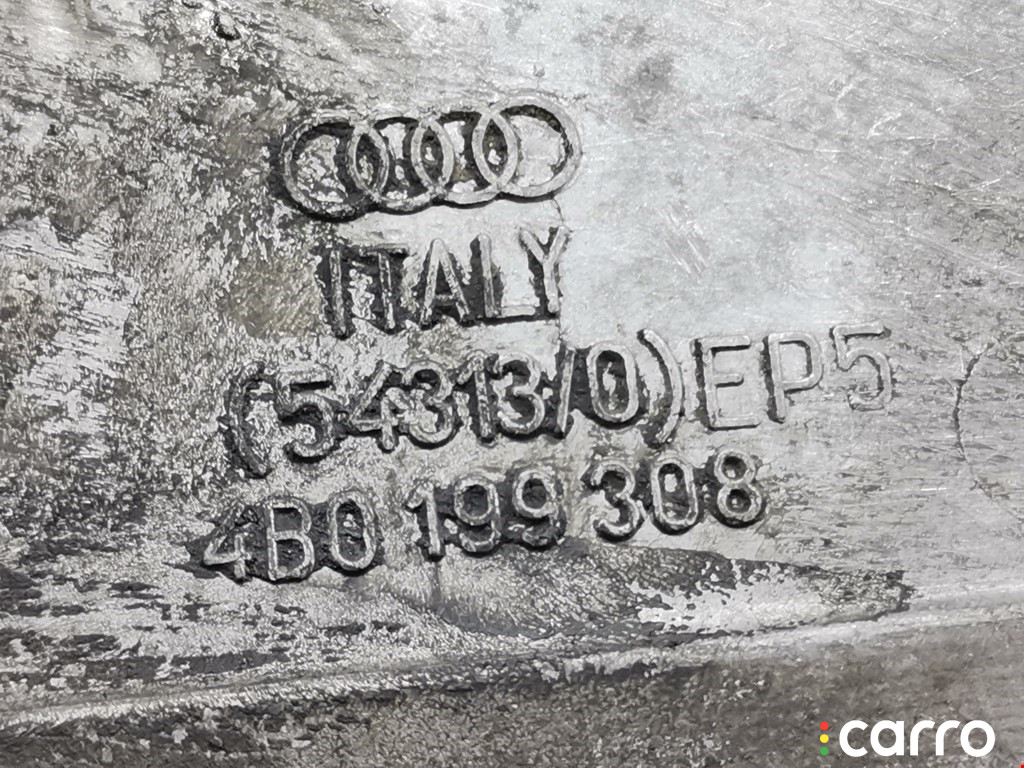 ITALY
(54313/0)EP5
4B0 199 308
carro